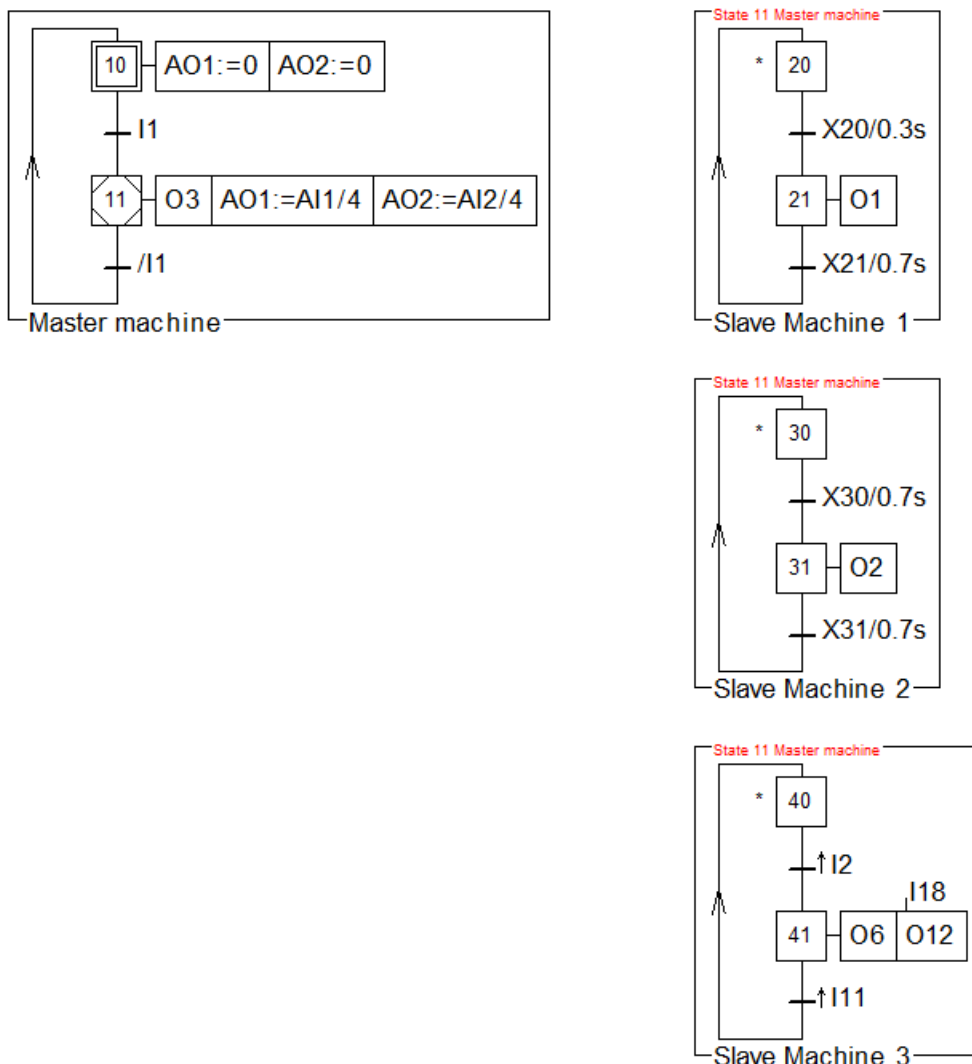 10 AO1:=0 AO2:=0
I1
11 O3 AO1:=AI1/4 AO2:=AI2/4
/I1
Master machine
State 11 Master machine
* 20
X20/0.3s
21 O1
X21/0.7s
Slave Machine 1
State 11 Master machine
* 30
X30/0.7s
31 O2
X31/0.7s
Slave Machine 2
State 11 Master machine
* 40
↑I2
I18
41 O6 O12
↑I11
Slave Machine 3